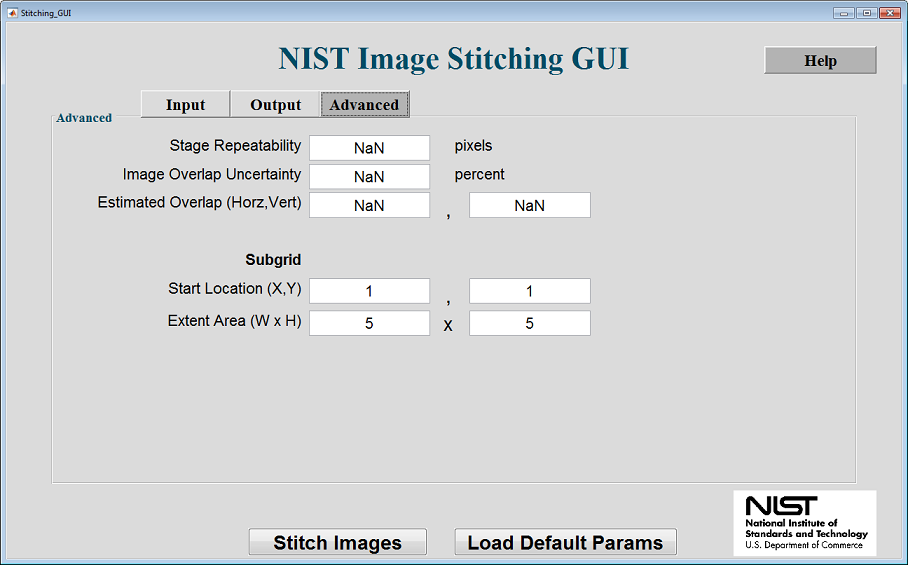 Stitching_GUI
NIST Image Stitching GUI
Help
Input Output Advanced
Advanced
Stage Repeatability NaN pixels
Image Overlap Uncertainty NaN percent
Estimated Overlap (Horz,Vert) NaN , NaN
Subgrid
Start Location (X,Y) 1 , 1
Extent Area (W x H) 5 x 5
Stitch Images Load Default Params
NIST
National Institute of
Standards and Technology
U.S. Department of Commerce